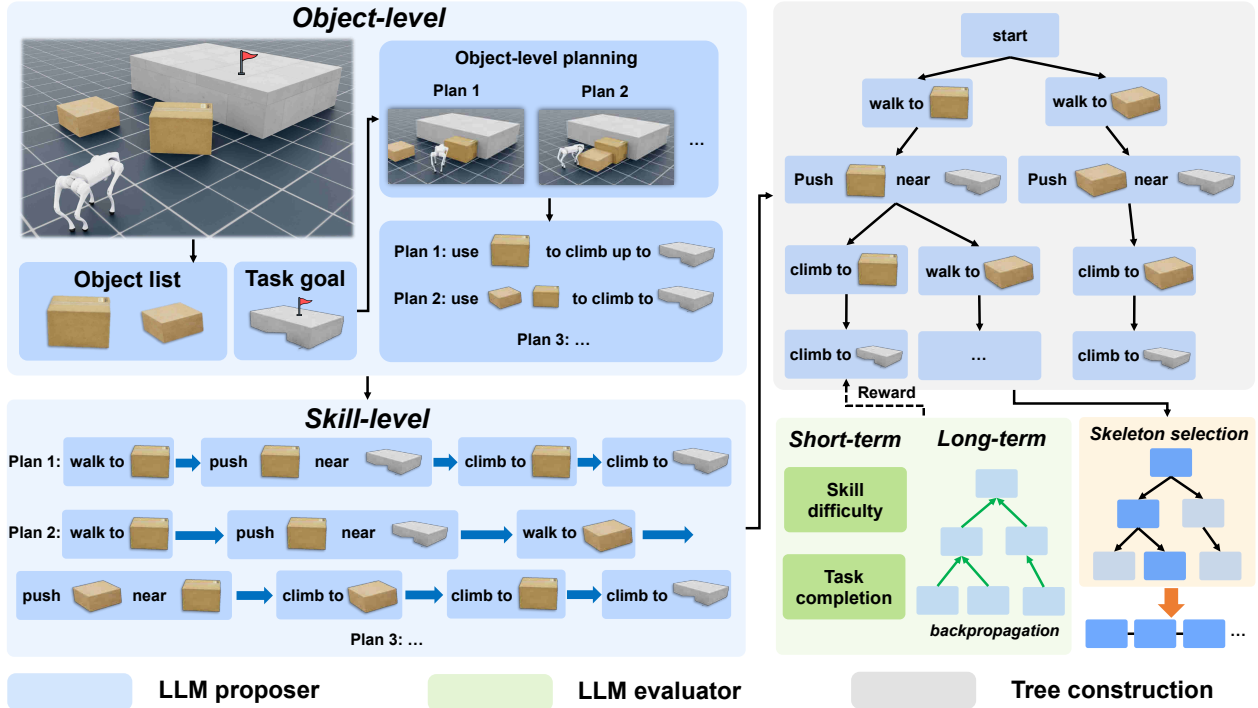 Object-level
Object list
Task goal
Object-level planning
Plan 1 Plan 2
...
Plan 1: use to climb up to
Plan 2: use to climb to
Plan 3: ...
Skill-level
Plan 1: walk to push near climb to climb to
Plan 2: walk to push near walk to
push near climb to climb to climb to
Plan 3: ...
start
walk to walk to
Push near Push near
climb to walk to climb to
climb to ... climb to
Reward
Short-term Long-term
Skill
difficulty
Task
completion
backpropagation
Skeleton selection
...
LLM proposer LLM evaluator Tree construction